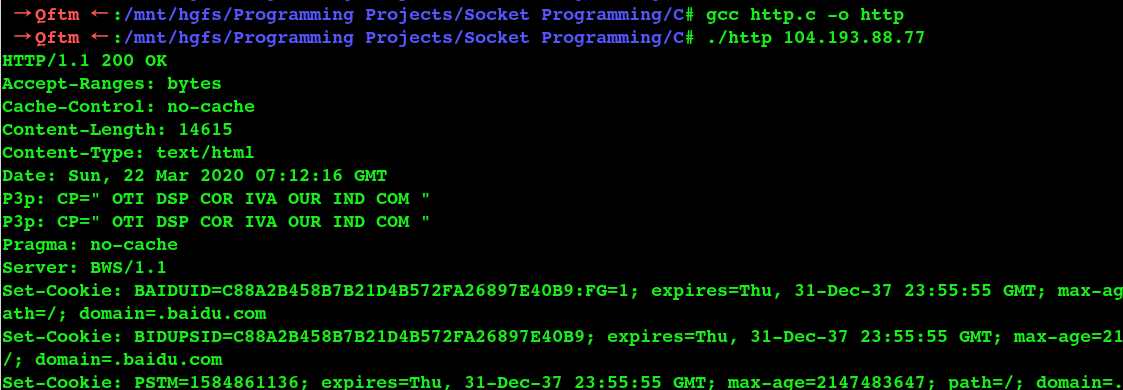 →Qftm ←:/mnt/hgfs/Programming Projects/Socket Programming/C# gcc http.c -o http
→Qftm ←:/mnt/hgfs/Programming Projects/Socket Programming/C# ./http 104.193.88.77
HTTP/1.1 200 OK
Accept-Ranges: bytes
Cache-Control: no-cache
Content-Length: 14615
Content-Type: text/html
Date: Sun, 22 Mar 2020 07:12:16 GMT
P3p: CP=" OTI DSP COR IVA OUR IND COM "
P3p: CP=" OTI DSP COR IVA OUR IND COM "
Pragma: no-cache
Server: BWS/1.1
Set-Cookie: BAIDUID=C88A2B458B7B21D4B572FA26897E40B9:FG=1; expires=Thu, 31-Dec-37 23:55:55 GMT; max-ag
ath=/; domain=.baidu.com
Set-Cookie: BIDUPSID=C88A2B458B7B21D4B572FA26897E40B9; expires=Thu, 31-Dec-37 23:55:55 GMT; max-age=21
/; domain=.baidu.com
Set-Cookie: PSTM=1584861136; expires=Thu, 31-Dec-37 23:55:55 GMT; max-age=2147483647; path=/; domain=.